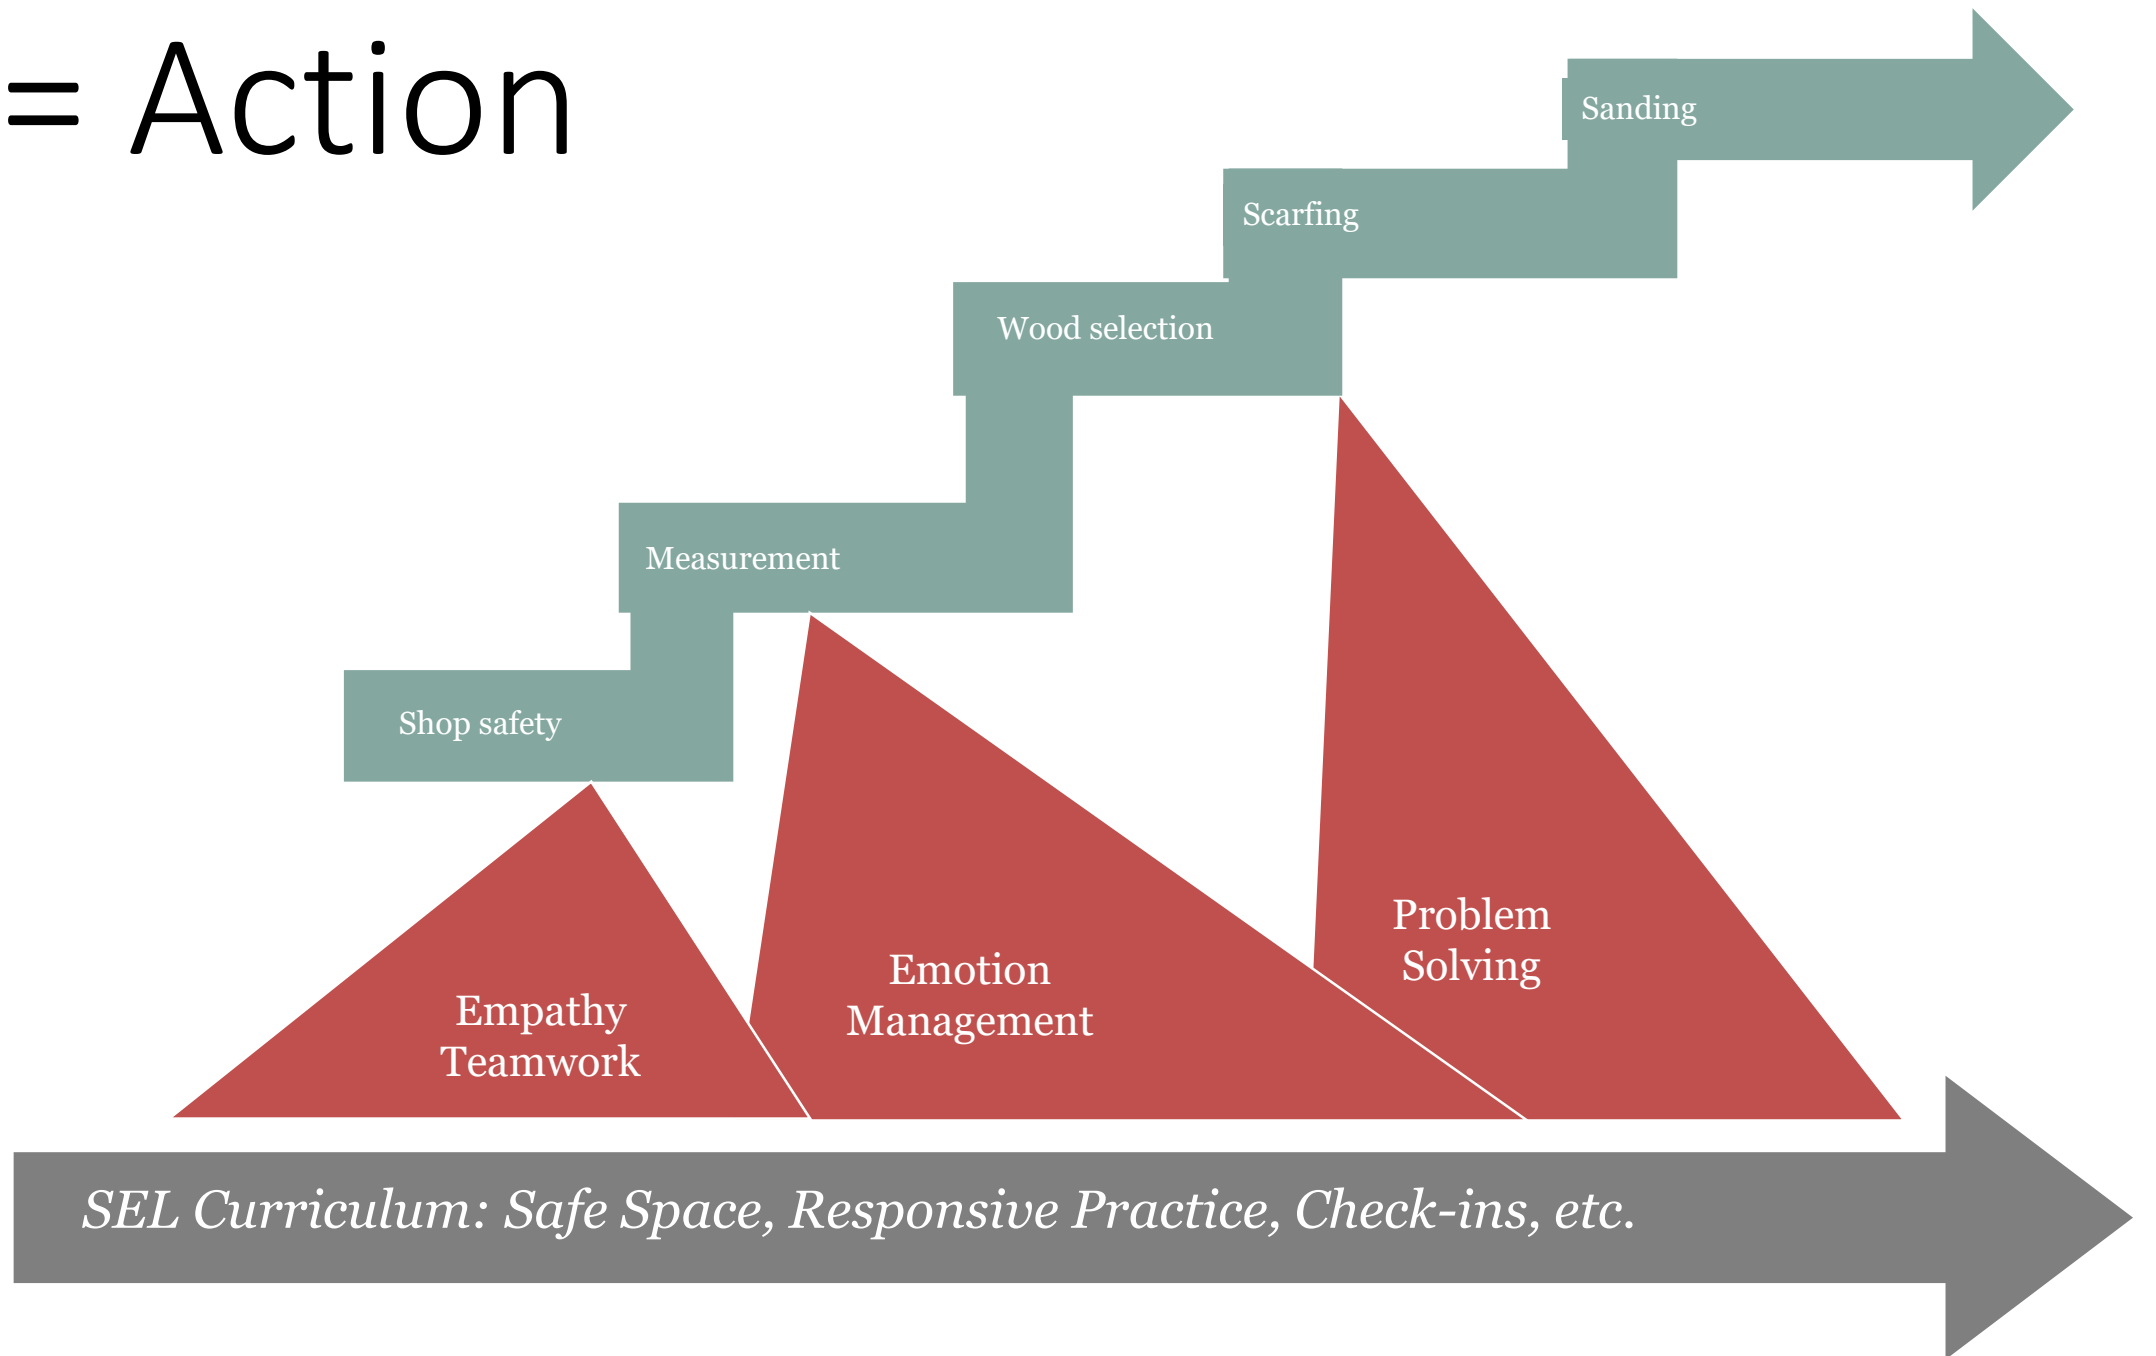 = Action
Sanding
Scarfing
Wood selection
Measurement
Shop safety
Empathy
Teamwork
Emotion
Management
Problem
Solving
SEL Curriculum: Safe Space, Responsive Practice, Check-ins, etc.